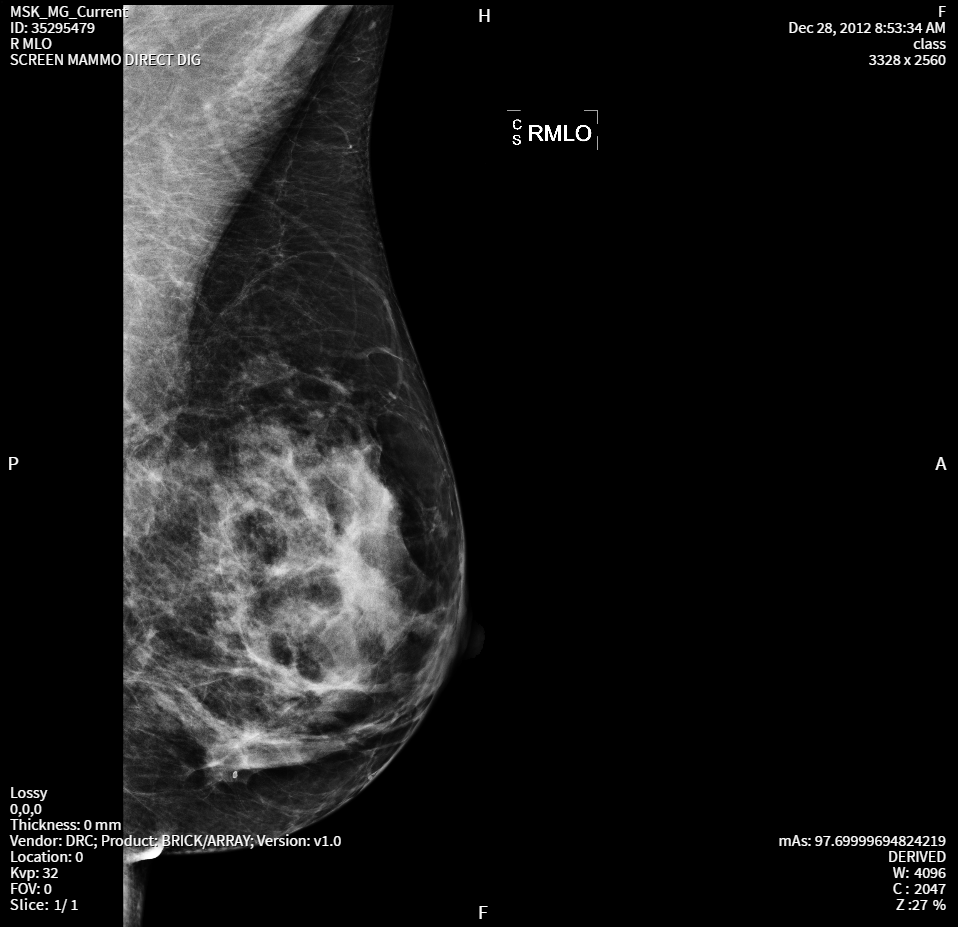 MSK_MG_Current
ID: 35295479
R MLO
SCREEN MAMMO DIRECT DIG
H
F
Dec 28, 2012 8:53:34 AM
class
3328 x 2560
C
S
RMLO
P
A
Lossy
0,0,0
Thickness: 0 mm
Vendor: DRC; Product: BRICK/ARRAY; Version: v1.0
Location: 0
Kvp: 32
FOV: 0
Slice: 1/ 1
F
mAs: 97.69999694824219
DERIVED
W: 4096
C : 2047
Z :27 %